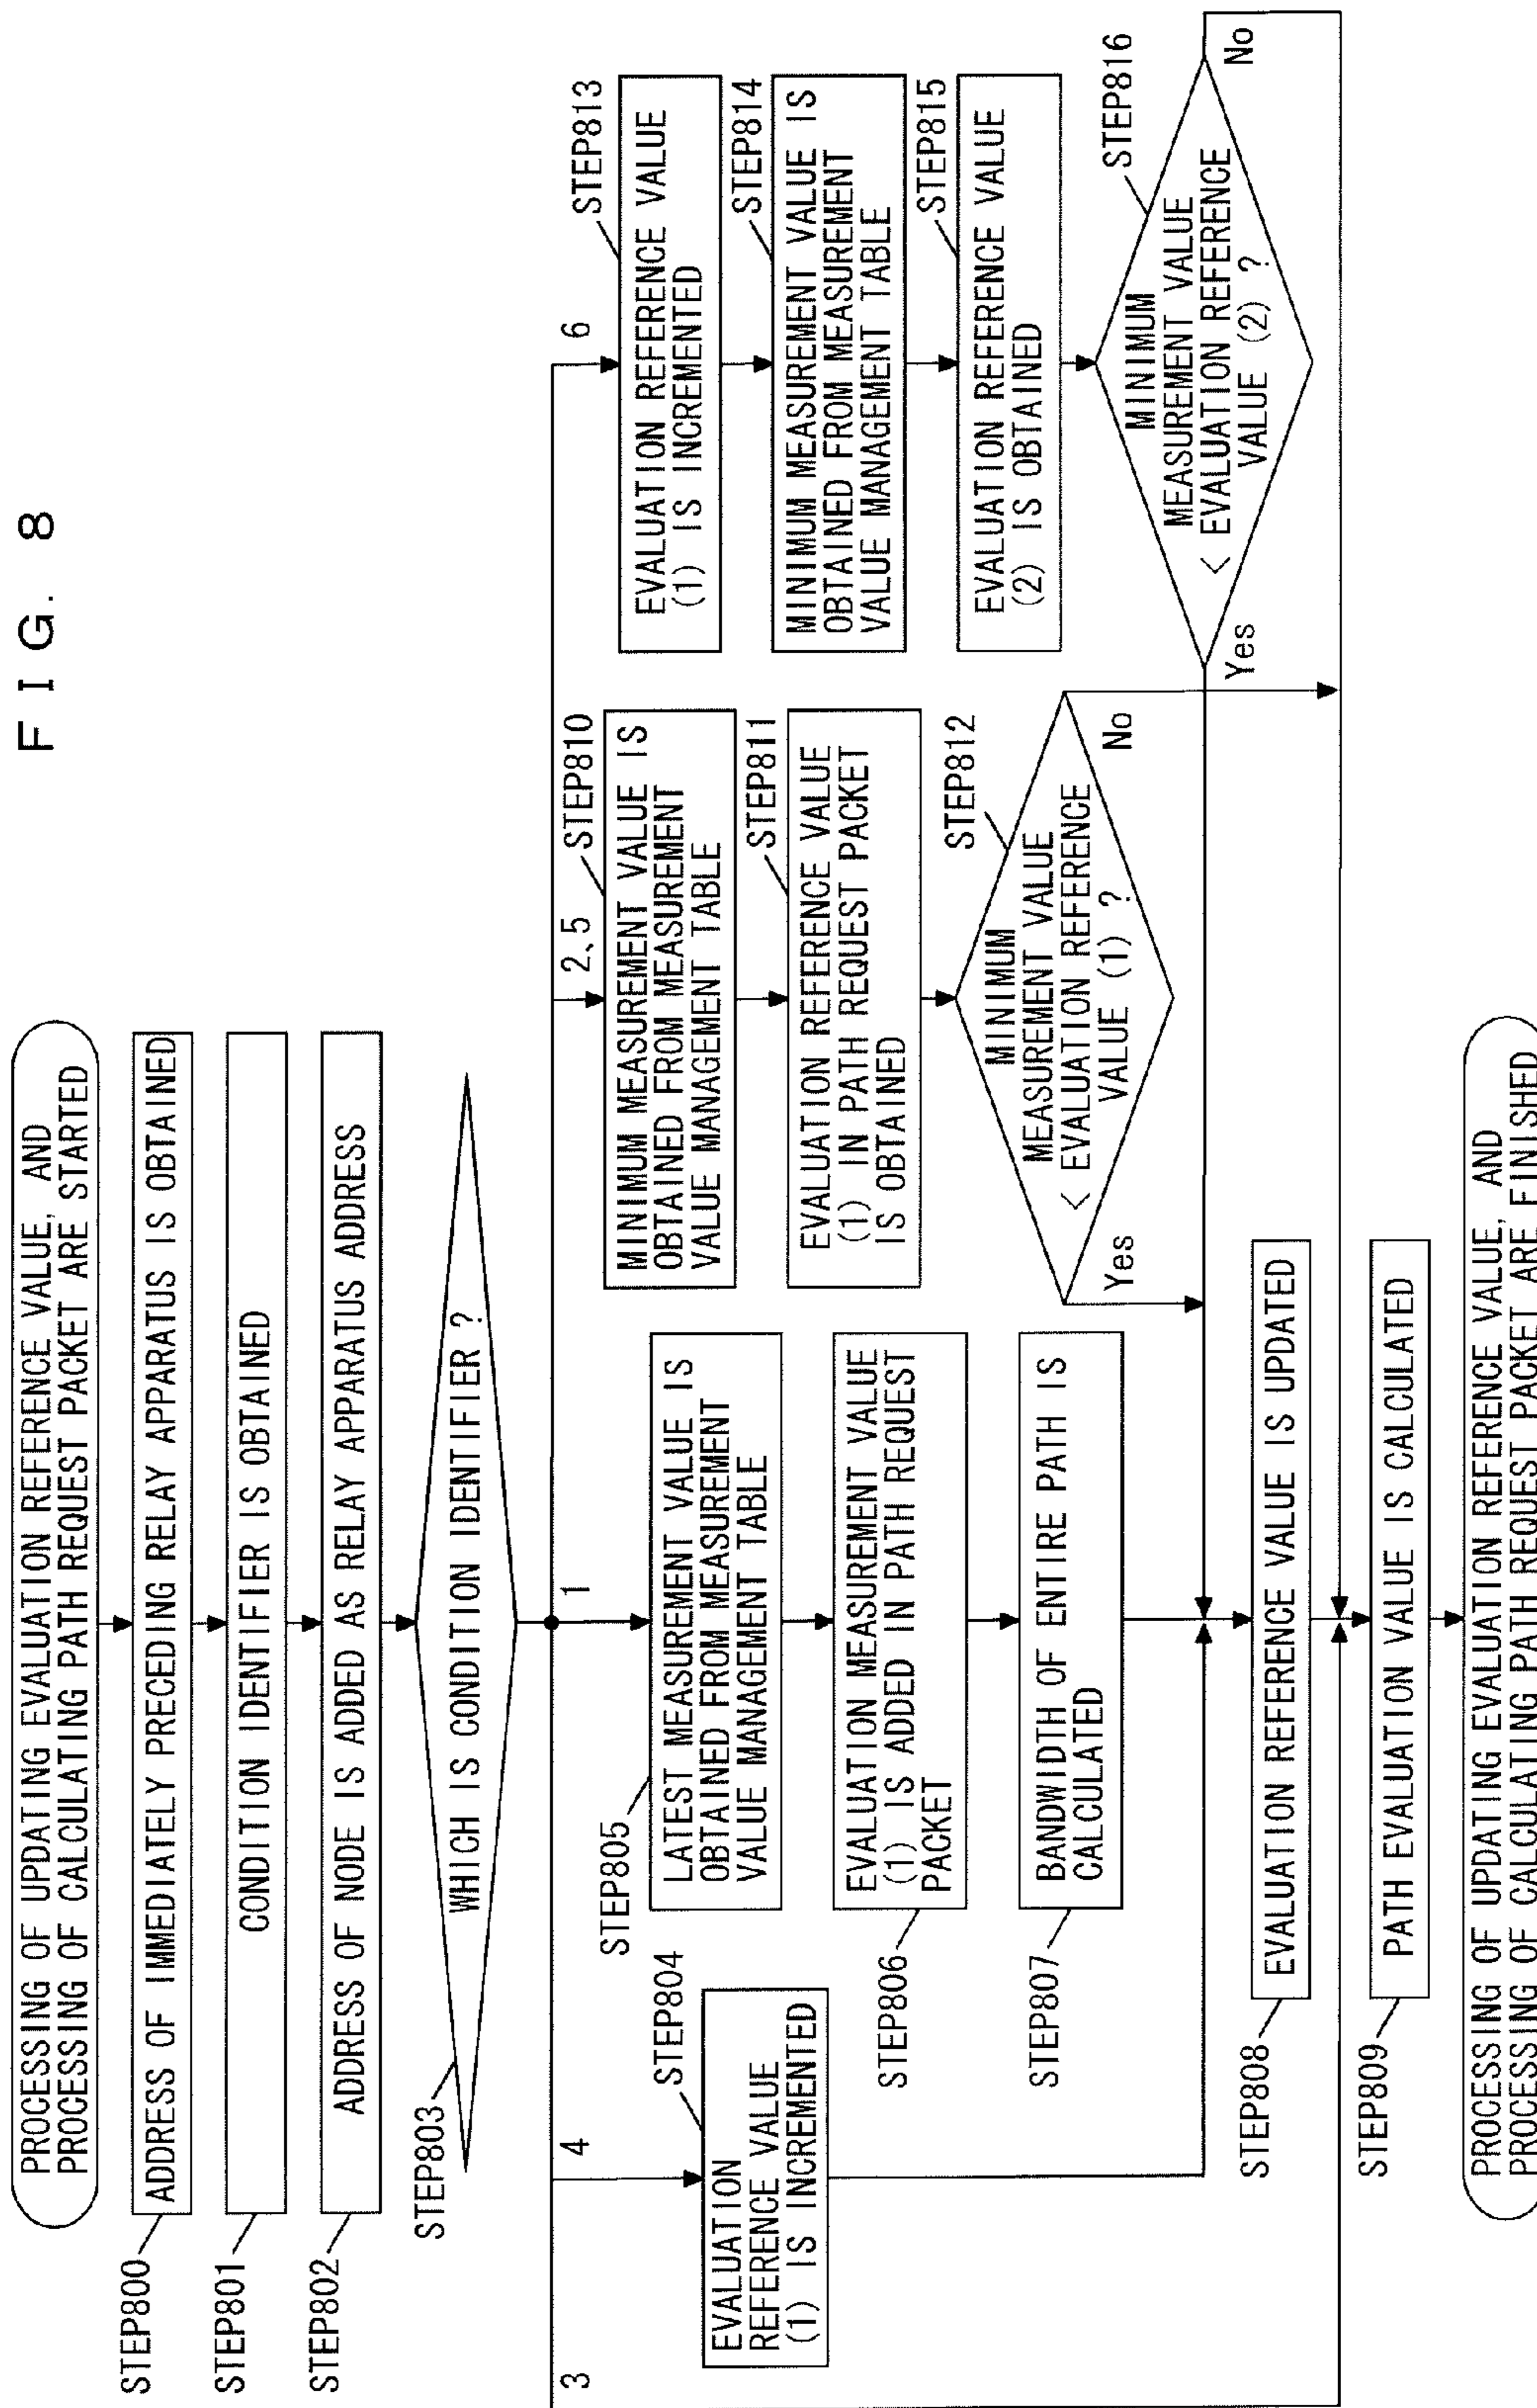 FIG. 8
PROCESSING OF UPDATING EVALUATION REFERENCE VALUE, AND
PROCESSING OF CALCULATING PATH REQUEST PACKET ARE STARTED
STEP800
ADDRESS OF IMMEDIATELY PRECEDING RELAY APPARATUS IS OBTAINED
STEP801
CONDITION IDENTIFIER IS OBTAINED
STEP802
ADDRESS OF NODE IS ADDED AS RELAY APPARATUS ADDRESS
STEP803
WHICH IS CONDITION IDENTIFIER ?
3
4
STEP804
EVALUATION
REFERENCE VALUE
(1) IS INCREMENTED
1
STEP805
LATEST MEASUREMENT VALUE IS
OBTAINED FROM MEASUREMENT
VALUE MANAGEMENT TABLE
STEP806
EVALUATION MEASUREMENT VALUE
(1) IS ADDED IN PATH REQUEST
PACKET
STEP807
BANDWIDTH OF ENTIRE PATH IS
CALCULATED
2、5
STEP810
MINIMUM MEASUREMENT VALUE IS
OBTAINED FROM MEASUREMENT
VALUE MANAGEMENT TABLE
STEP811
EVALUATION REFERENCE VALUE
(1) IN PATH REQUEST PACKET
IS OBTAINED
STEP812
MINIMUM
MEASUREMENT VALUE
< EVALUATION REFERENCE
VALUE (1) ?
Yes
No
6
STEP813
EVALUATION REFERENCE VALUE
(1) IS INCREMENTED
STEP814
MINIMUM MEASUREMENT VALUE IS
OBTAINED FROM MEASUREMENT
VALUE MANAGEMENT TABLE
STEP815
EVALUATION REFERENCE VALUE
(2) IS OBTAINED
STEP816
MINIMUM
MEASUREMENT VALUE
< EVALUATION REFERENCE
VALUE (2) ?
Yes
No
STEP808
EVALUATION REFERENCE VALUE IS UPDATED
STEP809
PATH EVALUATION VALUE IS CALCULATED
PROCESSING OF UPDATING EVALUATION REFERENCE VALUE, AND
PROCESSING OF CALCULATING PATH REQUEST PACKET ARE FINISHED